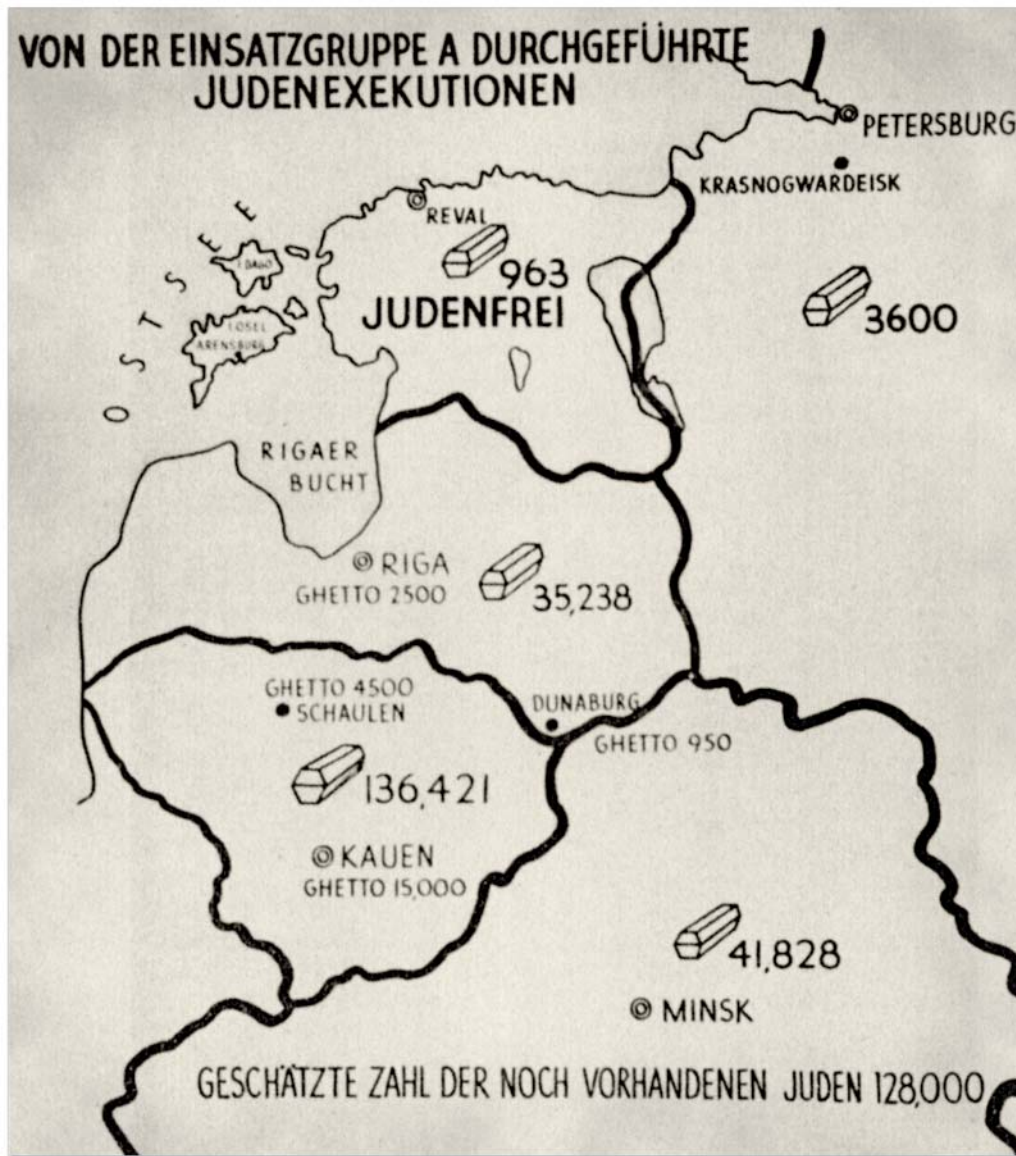 VON DER EINSATZGRUPPE A DURCHGEFÜHRTE
JUDENEXEKUTIONEN
PETERSBURG
KRASNOGWARDEISK
OSTSEE
REVAL
963
JUDENFREI
3600
I. DAGO
I. OSEL
ARENSBURG
RIGAER
BUCHT
RIGA
GHETTO 2500
35,238
GHETTO 4500
SCHAULEN
DUNABURG
GHETTO 950
136,421
KAUEN
GHETTO 15,000
41,828
MINSK
GESCHÄTZTE ZAHL DER NOCH VORHANDENEN JUDEN 128,000